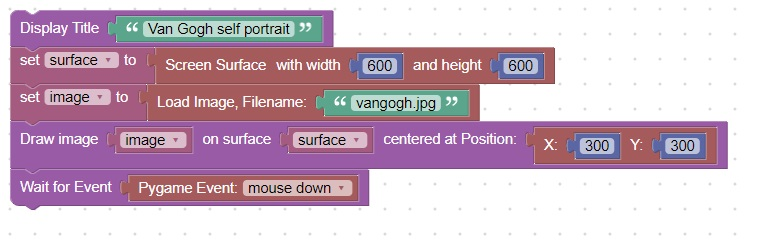 Display Title “ Van Gogh self portrait ”
set surface to Screen Surface with width 600 and height 600
set image to Load Image, Filename: “ vangogh.jpg ”
Draw image image on surface surface centered at Position: X: 300 Y: 300
Wait for Event Pygame Event: mouse down